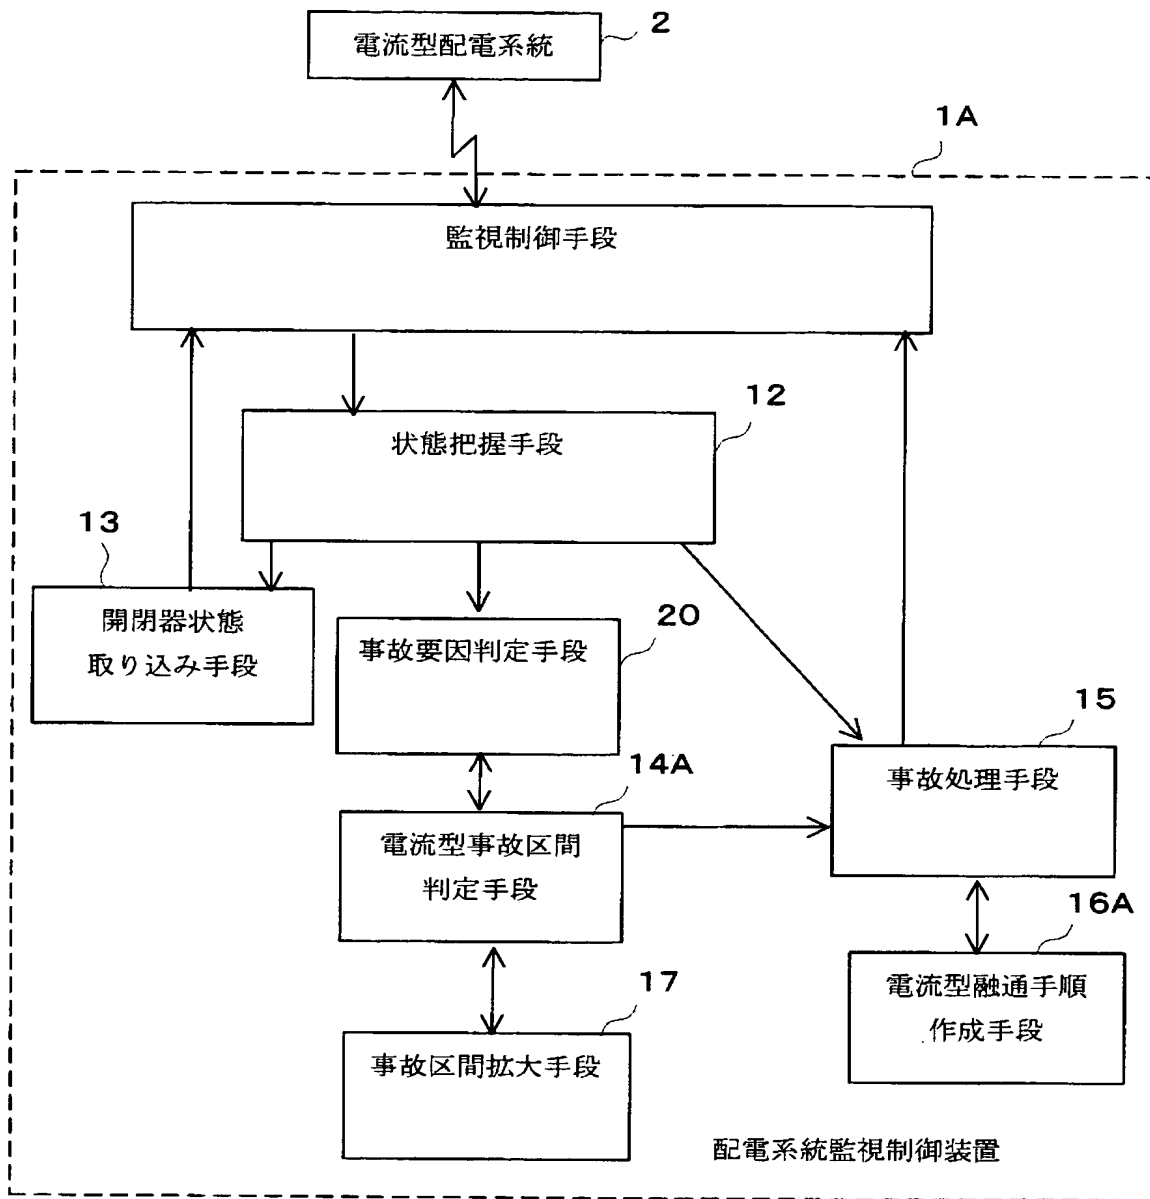 電流型配電系統
2
1A
監視制御手段
12
状態把握手段
13
開閉器状態
取り込み手段
20
事故要因判定手段
15
事故処理手段
14A
電流型事故区間
判定手段
16A
電流型融通手順
作成手段
17
事故区間拡大手段
配電系統監視制御装置